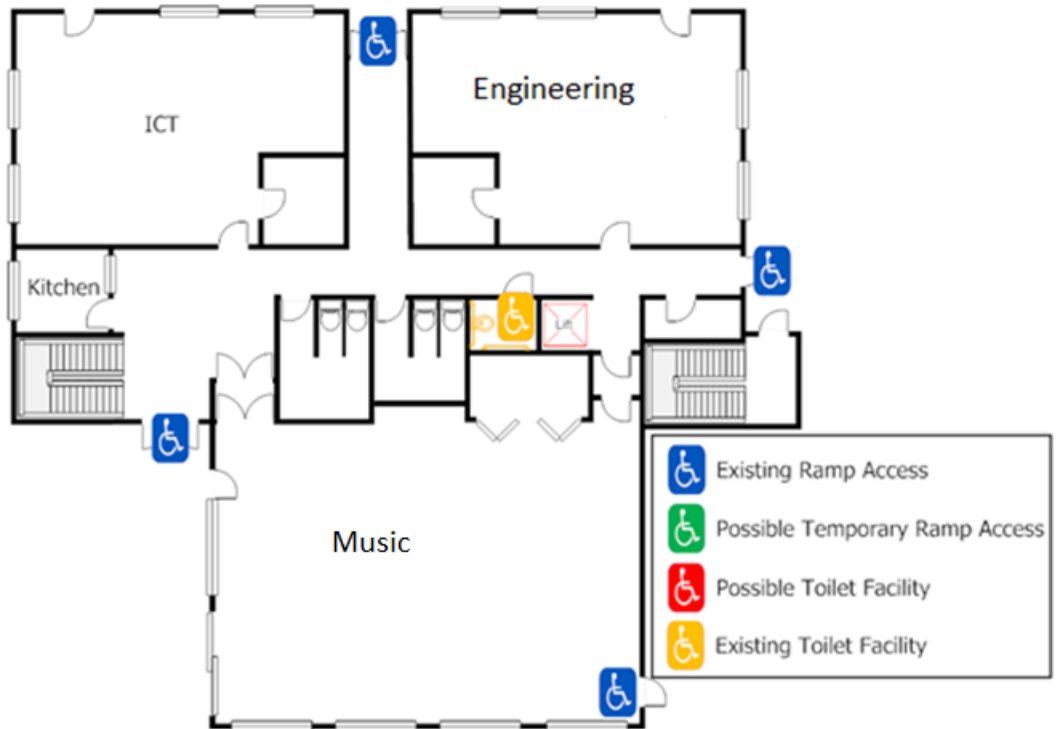 Engineering
ICT
Kitchen
Lift
Music
Existing Ramp Access
Possible Temporary Ramp Access
Possible Toilet Facility
Existing Toilet Facility